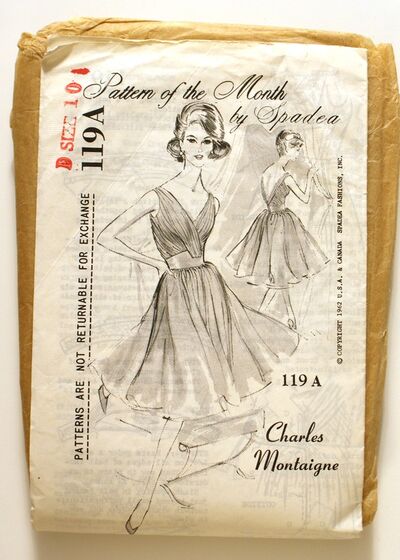 Pattern of the Month
by Spadea
SIZE 10
119A
PATTERNS ARE NOT RETURNABLE FOR EXCHANGE
© COPYRIGHT 1962 U.S.A. & CANADA SPADEA FASHIONS, INC.
119 A
Charles
Montaigne